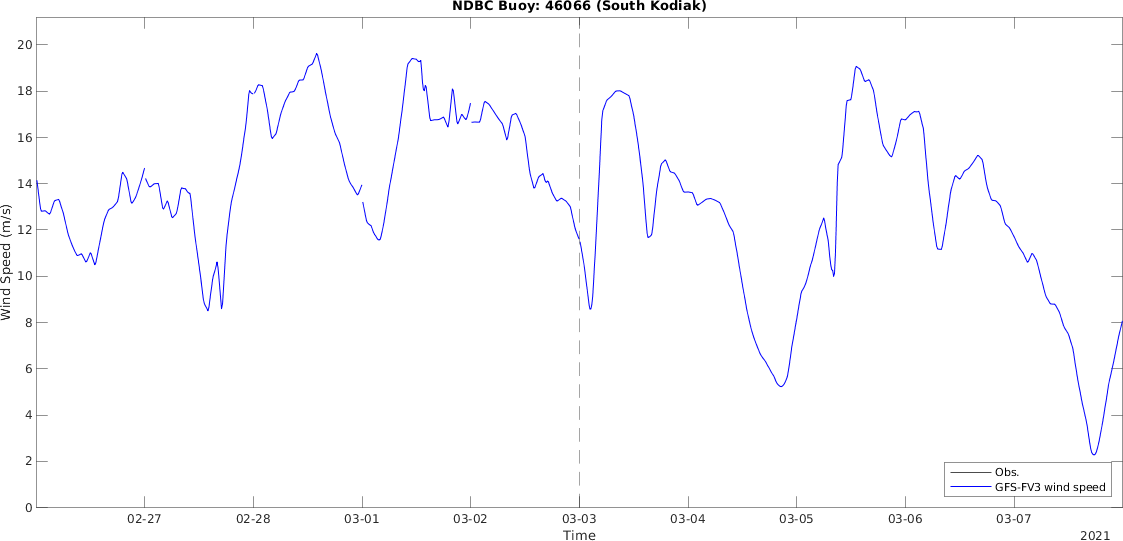 NDBC Buoy: 46066 (South Kodiak)
Wind Speed (m/s)
20
18
16
14
12
10
8
6
4
2
0
Obs.
GFS-FV3 wind speed
02-27 02-28 03-01 03-02 03-03 03-04 03-05 03-06 03-07
Time
2021